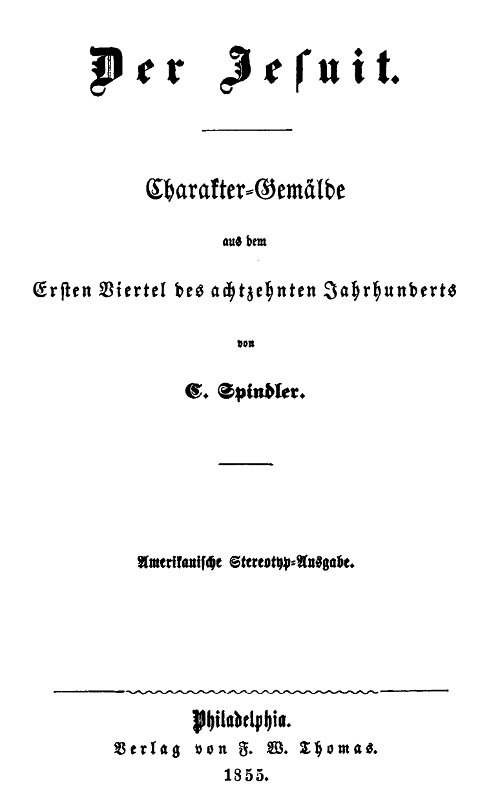 Der Jeſuit.
Charakter-Gemälde
aus dem
Erſten Viertel des achtzehnten Jahrhunderts
von
C. Spindler.
Amerikaniſche Stereotyp-Ausgabe.
Philadelphia.
Verlag von F. W. Thomas.
1855.